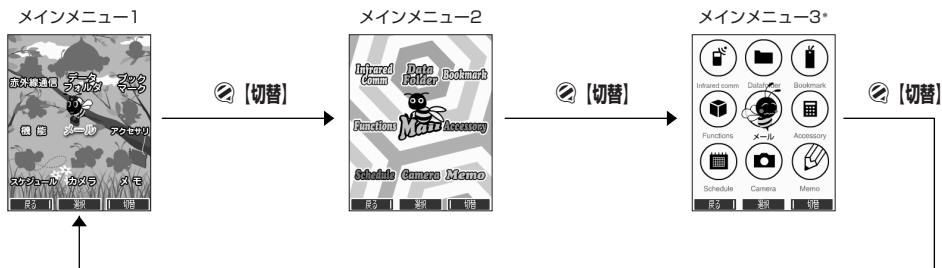 メインメニュー1
メインメニュー2
メインメニュー3*
赤外線通信 データフォルダ ブックマーク
機能 メール アクセサリ
スケジュール カメラ メモ
戻る 選択 切替
【切替】
Infrared Comm Data Folder Bookmark
Functions Mail Accessory
Schedule Camera Memo
戻る 選択 切替
【切替】
Infrared comm Datafolder Bookmark
Functions メール Accessory
Schedule Camera Memo
戻る 選択 切替
【切替】